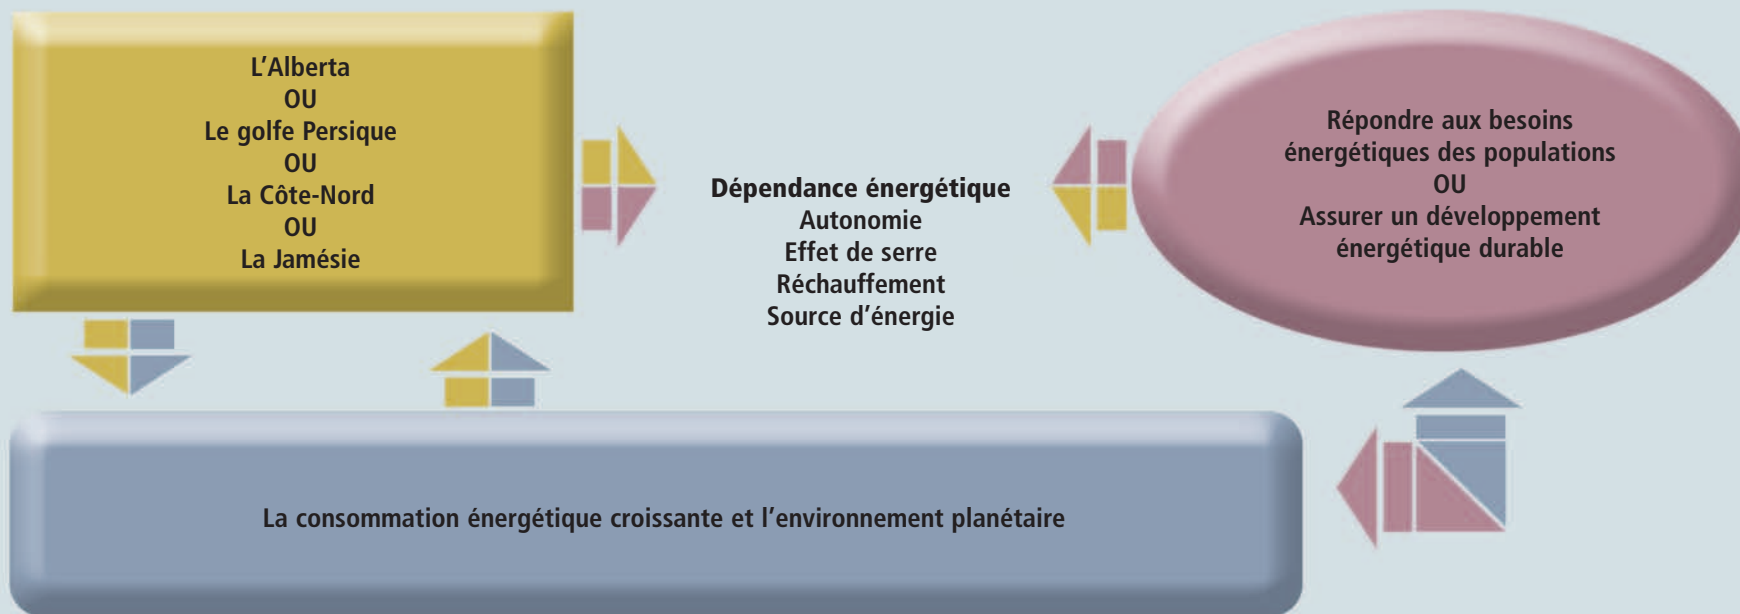 L’Alberta
OU
Le golfe Persique
OU
La Côte-Nord
OU
La Jamésie
Dépendance énergétique
Autonomie
Effet de serre
Réchauffement
Source d’énergie
Répondre aux besoins
énergétiques des populations
OU
Assurer un développement
énergétique durable
La consommation énergétique croissante et l’environnement planétaire